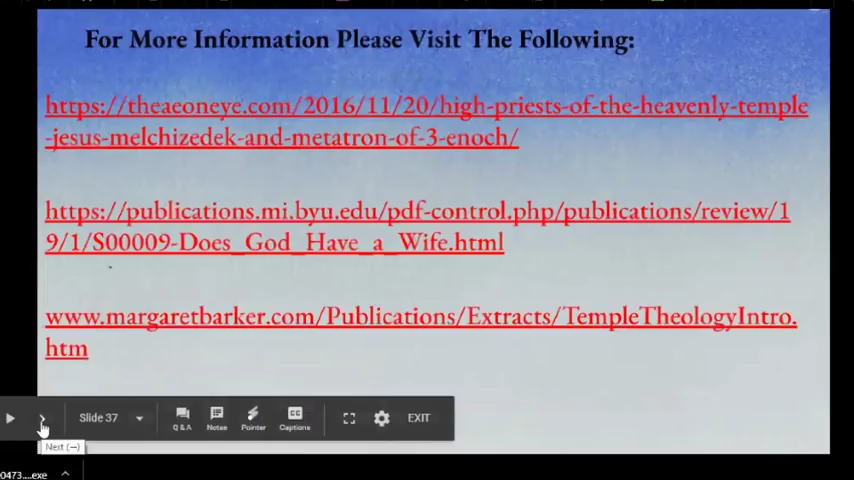 For More Information Please Visit The Following:
https://theaeoneye.com/2016/11/20/high-priests-of-the-heavenly-temple
-jesus-melchizedek-and-metatron-of-3-enoch/
https://publications.mi.byu.edu/pdf-control.php/publications/review/1
9/1/S00009-Does_God_Have_a_Wife.html
www.margaretbarker.com/Publications/Extracts/TempleTheologyIntro.
htm
Slide 37
Q & A
Notes
Pointer
Captions
EXIT
Next (→)
0473....exe